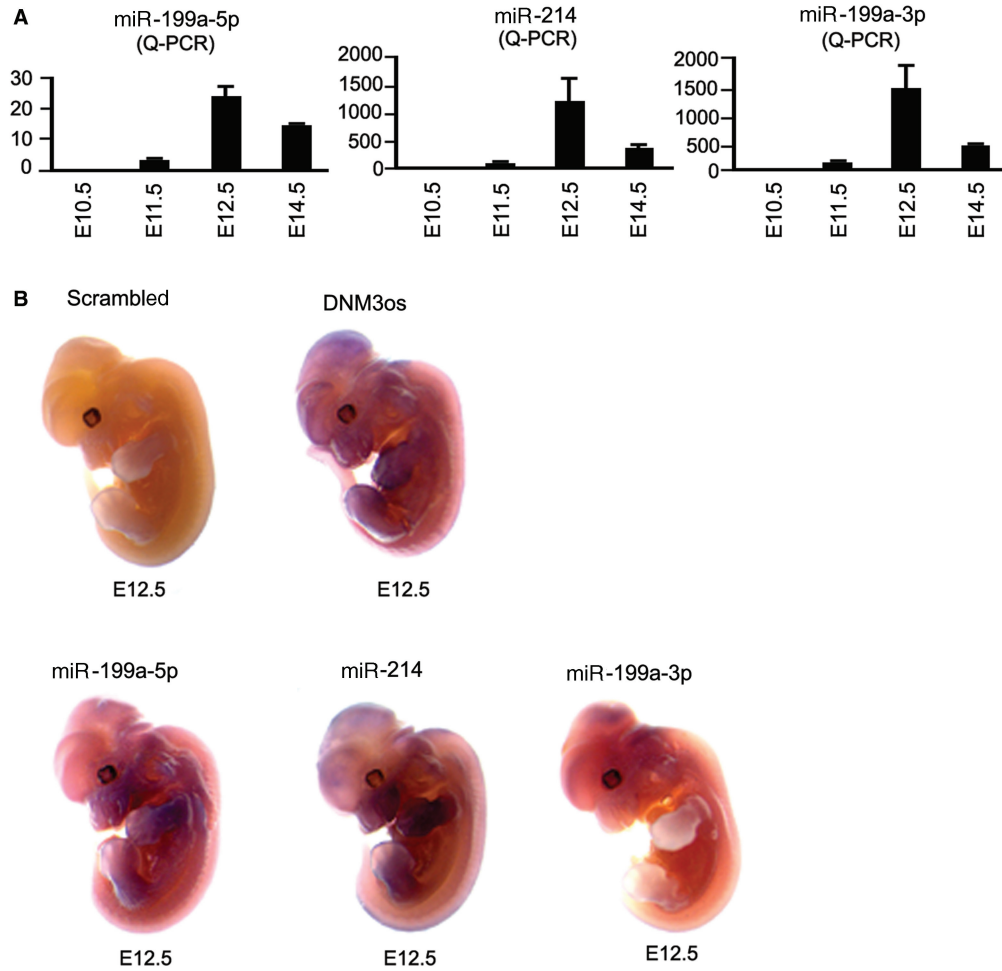 A
miR-199a-5p
(Q-PCR)
30
20
10
0
E10.5
E11.5
E12.5
E14.5
miR-214
(Q-PCR)
2000
1500
1000
500
0
E10.5
E11.5
E12.5
E14.5
miR-199a-3p
(Q-PCR)
2000
1500
1000
500
0
E10.5
E11.5
E12.5
E14.5
B
Scrambled
DNM3os
E12.5
E12.5
miR-199a-5p
miR-214
miR-199a-3p
E12.5
E12.5
E12.5